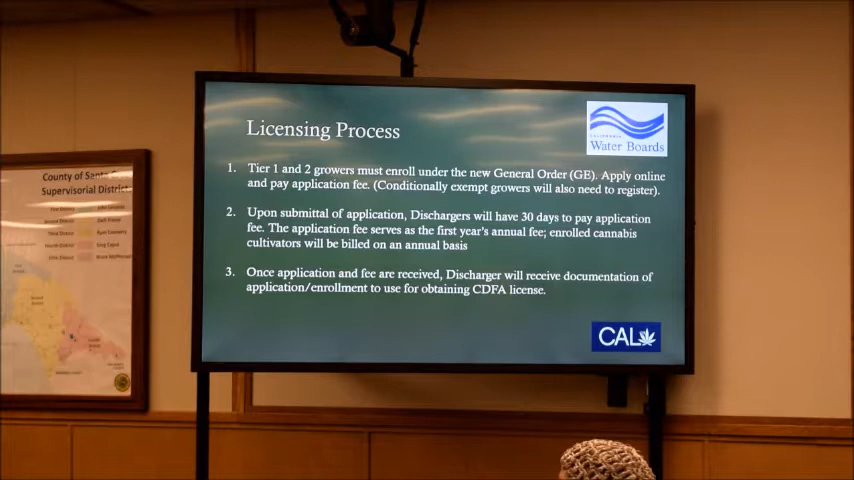 County of Santa
Supervisorial District
Licensing Process
CALIFORNIA
Water Boards
1. Tier 1 and 2 growers must enroll under the new General Order (GE). Apply online
and pay application fee. (Conditionally exempt growers will also need to register).
2. Upon submittal of application, Dischargers will have 30 days to pay application
fee. The application fee serves as the first year's annual fee; enrolled cannabis
cultivators will be billed on an annual basis
3. Once application and fee are received, Discharger will receive documentation of
application/enrollment to use for obtaining CDFA license.
CAL